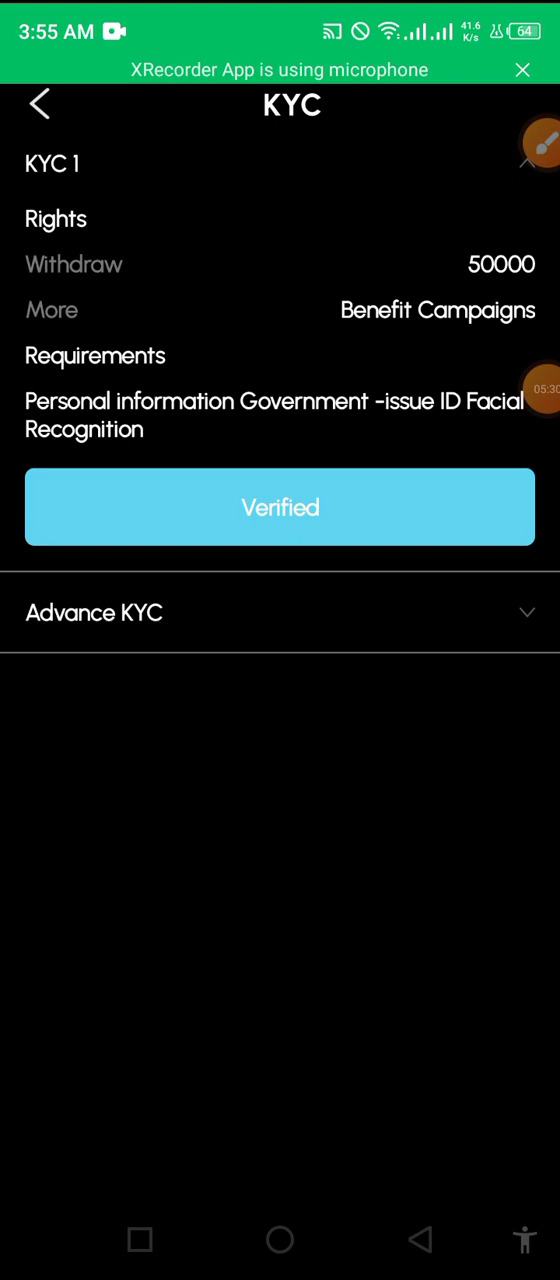 3:55 AM 41.6 K/s 64
XRecorder App is using microphone
KYC
KYC 1
Rights
Withdraw 50000
More Benefit Campaigns
Requirements
05:30
Personal information Government -issue ID Facial
Recognition
Verified
Advance KYC